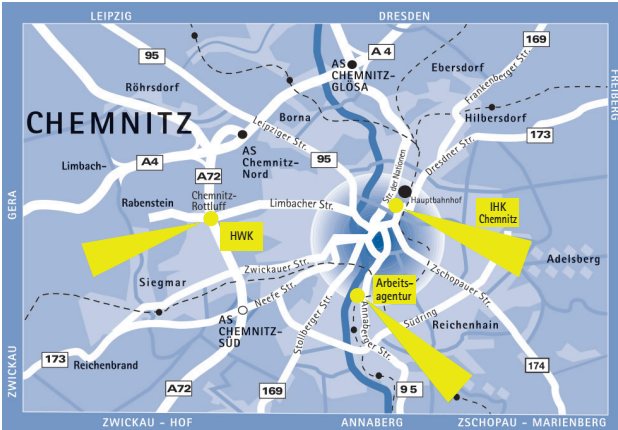 LEIPZIG
DRESDEN
169
95
A 4
AS
CHEMNITZ-
GLÖSA
Ebersdorf
Frankenberger Str.
FREIBERG
Röhrsdorf
CHEMNITZ
Borna
Leipziger Str.
Hilbersdorf
173
Dresdner Str.
Str. der Nationen
95
Limbach-
A4
AS
Chemnitz-
Nord
A72
Chemnitz-
Rottluff
Rabenstein
Limbacher Str.
Hauptbahnhof
IHK
Chemnitz
GERA
HWK
Adelsberg
Zwickauer Str.
Siegmar
Neefe Str.
Arbeits-
agentur
Zschopauer Str.
AS
CHEMNITZ-
SÜD
Stollberger Str.
Annaberger Str.
Südring
Reichenhain
173
Reichenbrand
174
ZWICKAU
A72
169
95
ZWICKAU - HOF
ANNABERG
ZSCHOPAU - MARIENBERG